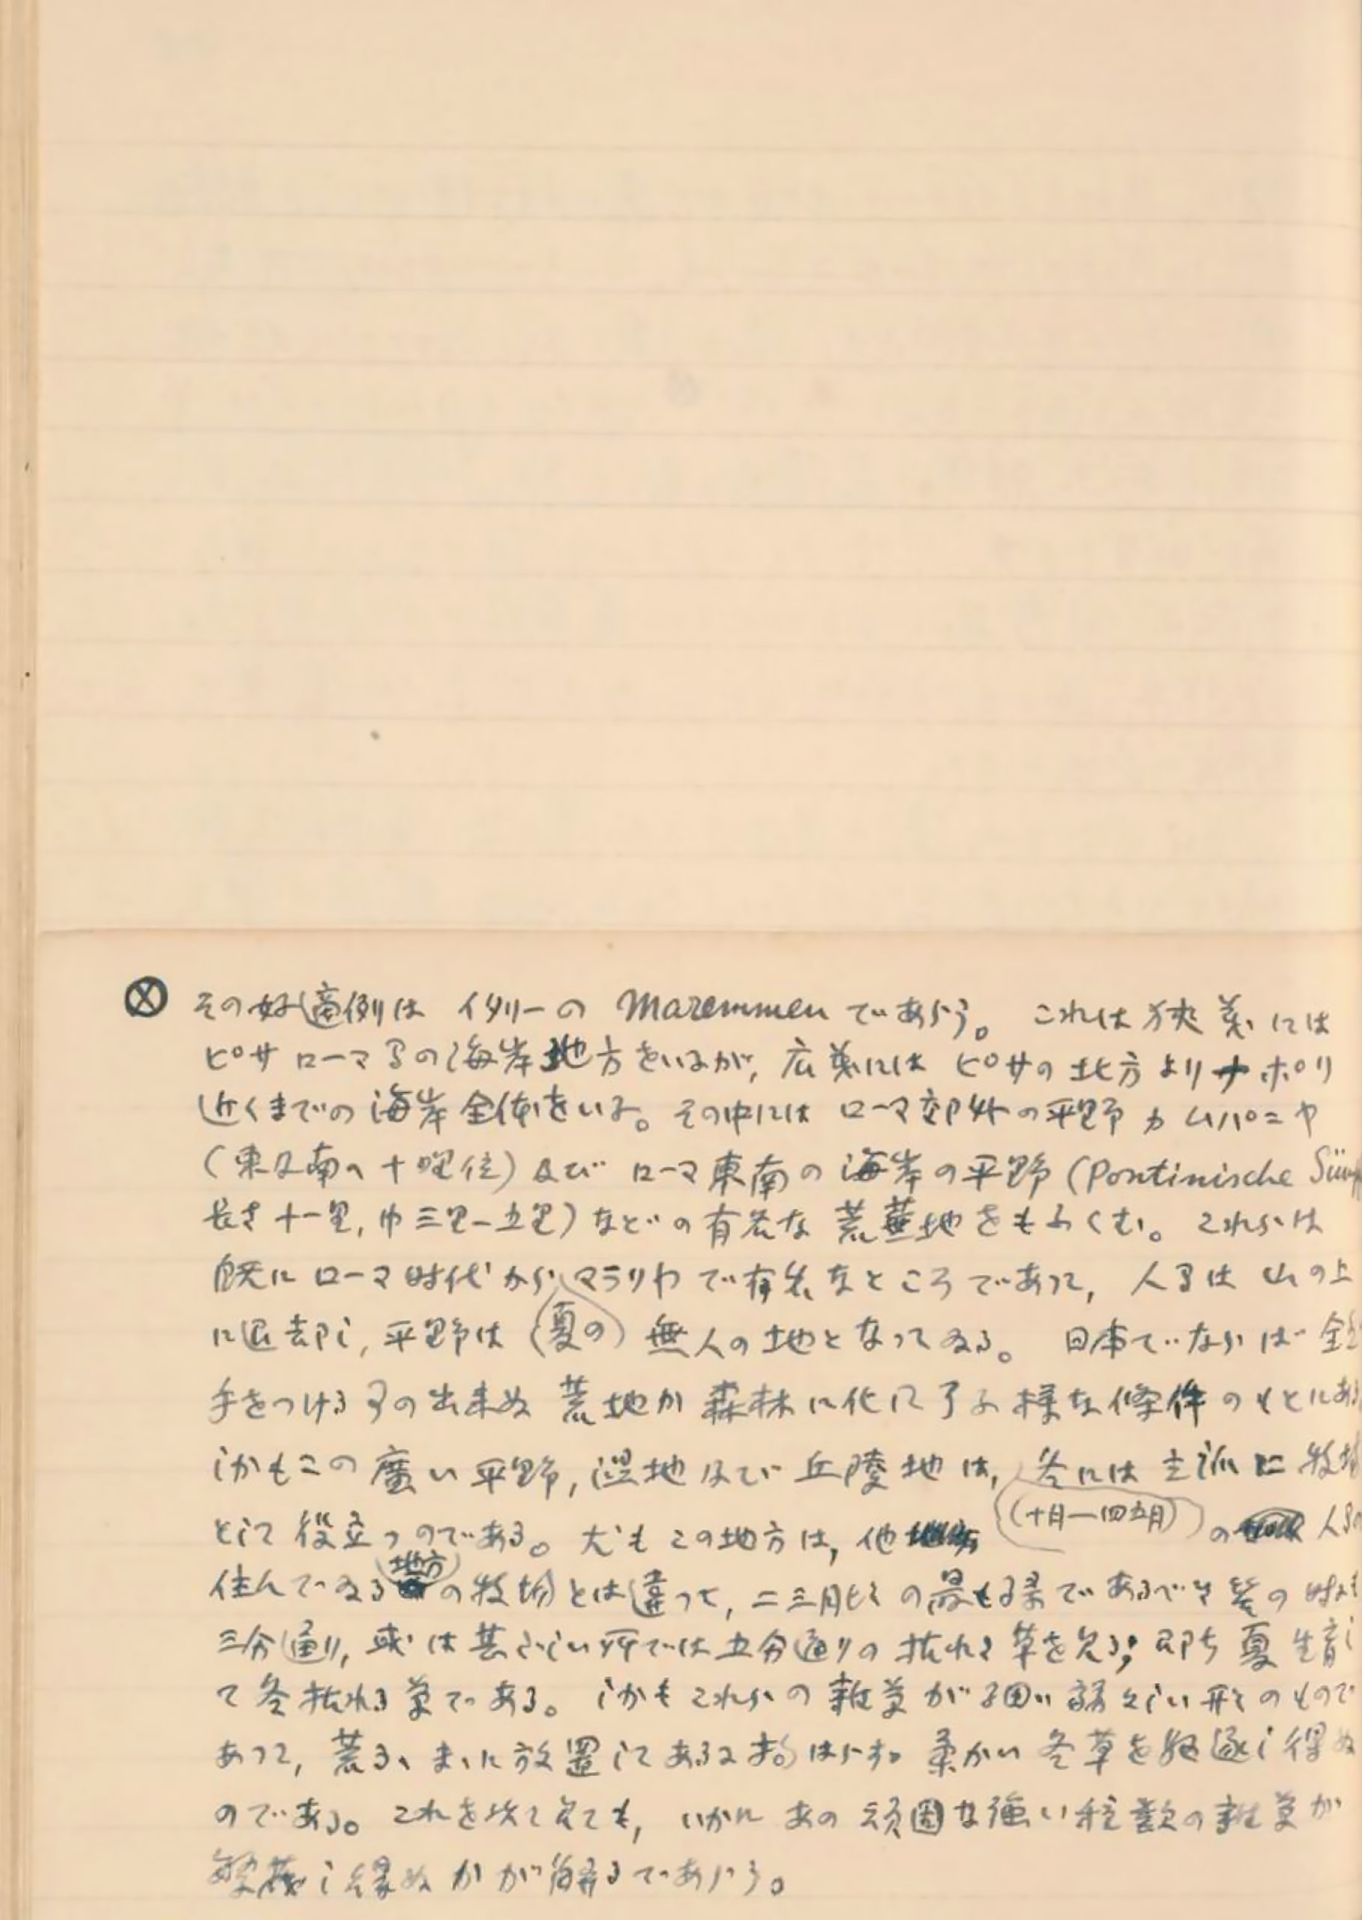 ⓧ その好適例は イタリーの Maremmen であらう。 これは狭義には
ピサ ローマ間の海岸地方をいふが, 広義には ピサの北方よりナポリ
近くまでの海岸全体をいふ。その中には ローマ郊外の平野カムパニヤ
(東及南へ十里位) 及び ローマ東南の海岸の平野 (Pontinische
長さ十一里, 巾三里—五里) などの有名な荒蕪地をもふくむ。これらは
既に ローマ時代から マラリヤで有名なところであって, 人間は山の上
に退却し, 平野は (夏の) 無人の地となってゐる。 日本でならば
手をつける事の出来ぬ 荒地か森林に化して了ふ様な條件のもとにある
しかもこの廣い平野, 湿地及び丘陵地は, 冬には 主に 牧場
として役立つのである。尤もこの地方は, 他 (十月—四五月) の 人間の
住んでゐる 地方 の牧場とは違って, 二三月比の最も緑であるべき筈の時も
三分通り, 或は甚しい所では五分通りの枯れた草を見る; 即ち夏生育し
て冬枯れる草である。しかもこれらの雑草が細い弱々しい形のもので
あって, 荒るゝまゝに放置してあるに拘はらず 柔かい冬草を駆逐し得ぬ
のである。これを以て見ても, いかに あの頑固な強い種類の雑草が
繁茂し得ぬかが解るであらう。